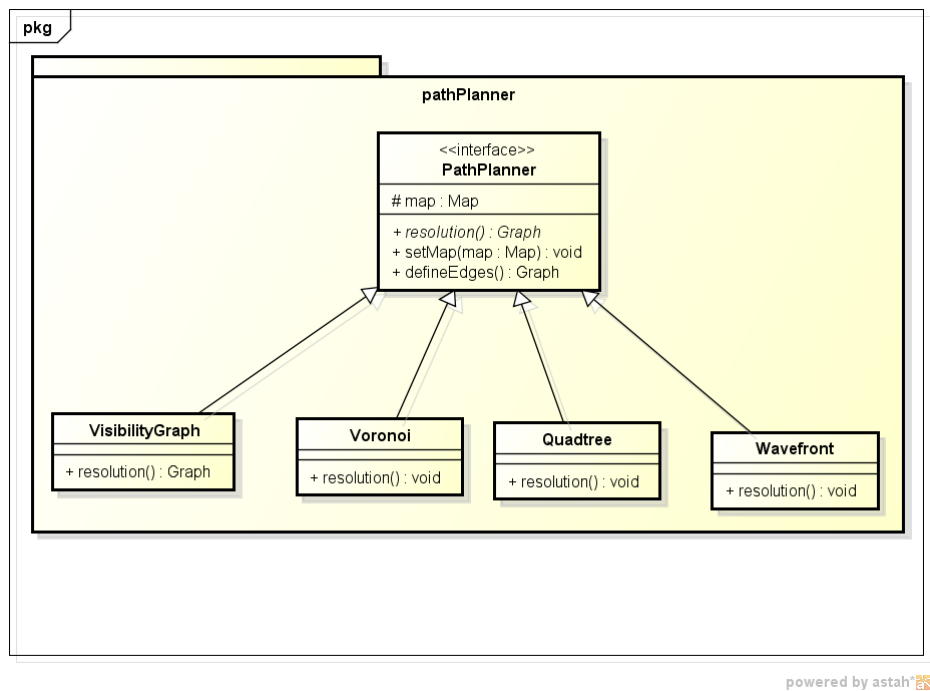 pkg
pathPlanner
<<interface>>
PathPlanner
# map : Map
+ resolution() : Graph
+ setMap(map : Map) : void
+ defineEdges() : Graph
VisibilityGraph
+ resolution() : Graph
Voronoi
+ resolution() : void
Quadtree
+ resolution() : void
Wavefront
+ resolution() : void
powered by astah*